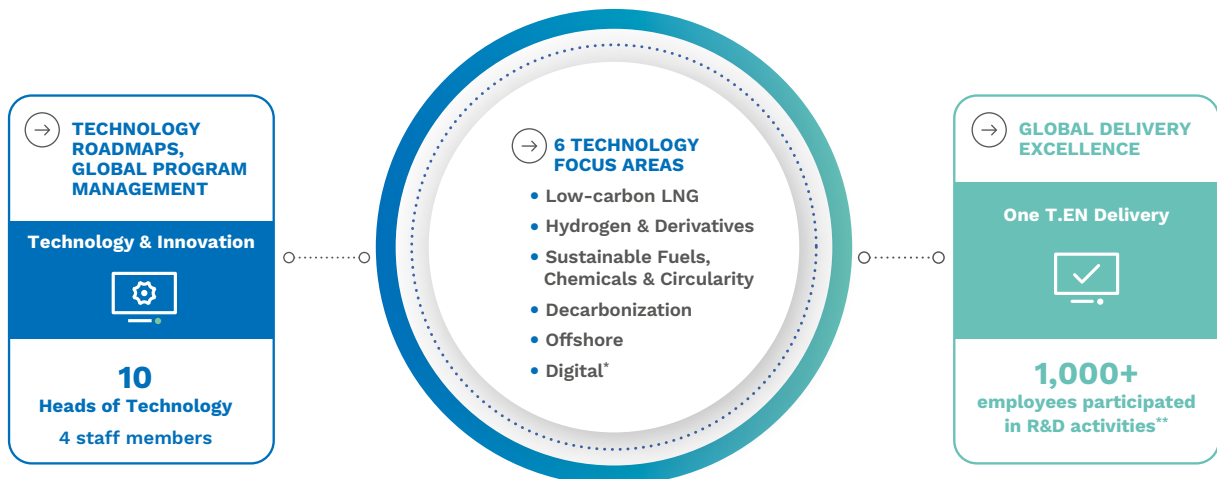 TECHNOLOGY
ROADMAPS,
GLOBAL PROGRAM
MANAGEMENT
Technology & Innovation
10
Heads of Technology
4 staff members
6 TECHNOLOGY
FOCUS AREAS
• Low-carbon LNG
• Hydrogen & Derivatives
• Sustainable Fuels,
Chemicals & Circularity
• Decarbonization
• Offshore
• Digital*
GLOBAL DELIVERY
EXCELLENCE
One T.EN Delivery
1,000+
employees participated
in R&D activities**